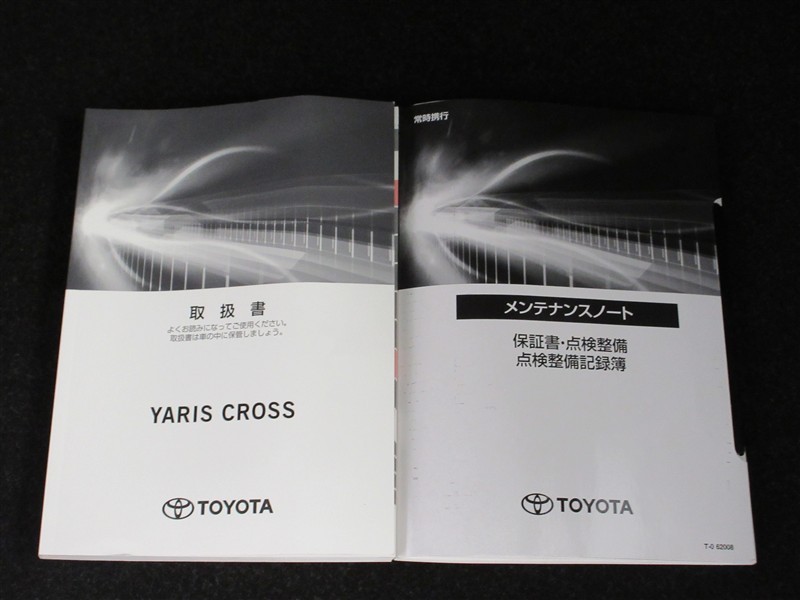 取扱書
よくお読みになってご使用ください。
取扱書は車の中に保管しましょう。
YARIS CROSS
TOYOTA
常時携行
メンテナンスノート
保証書・点検整備
点検整備記録簿
TOYOTA
T-0 62008